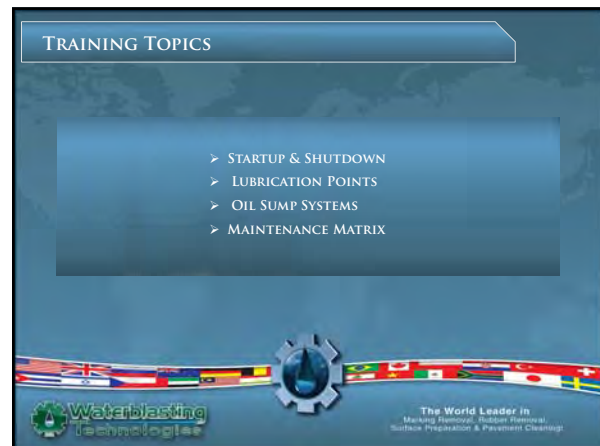 TRAINING TOPICS
➢ STARTUP & SHUTDOWN
➢ LUBRICATION POINTS
➢ OIL SUMP SYSTEMS
➢ MAINTENANCE MATRIX
Waterblasting
Technologies
The World Leader in
Marking Removal, Rubber Removal,
Surface Preparation & Pavement Cleaning!